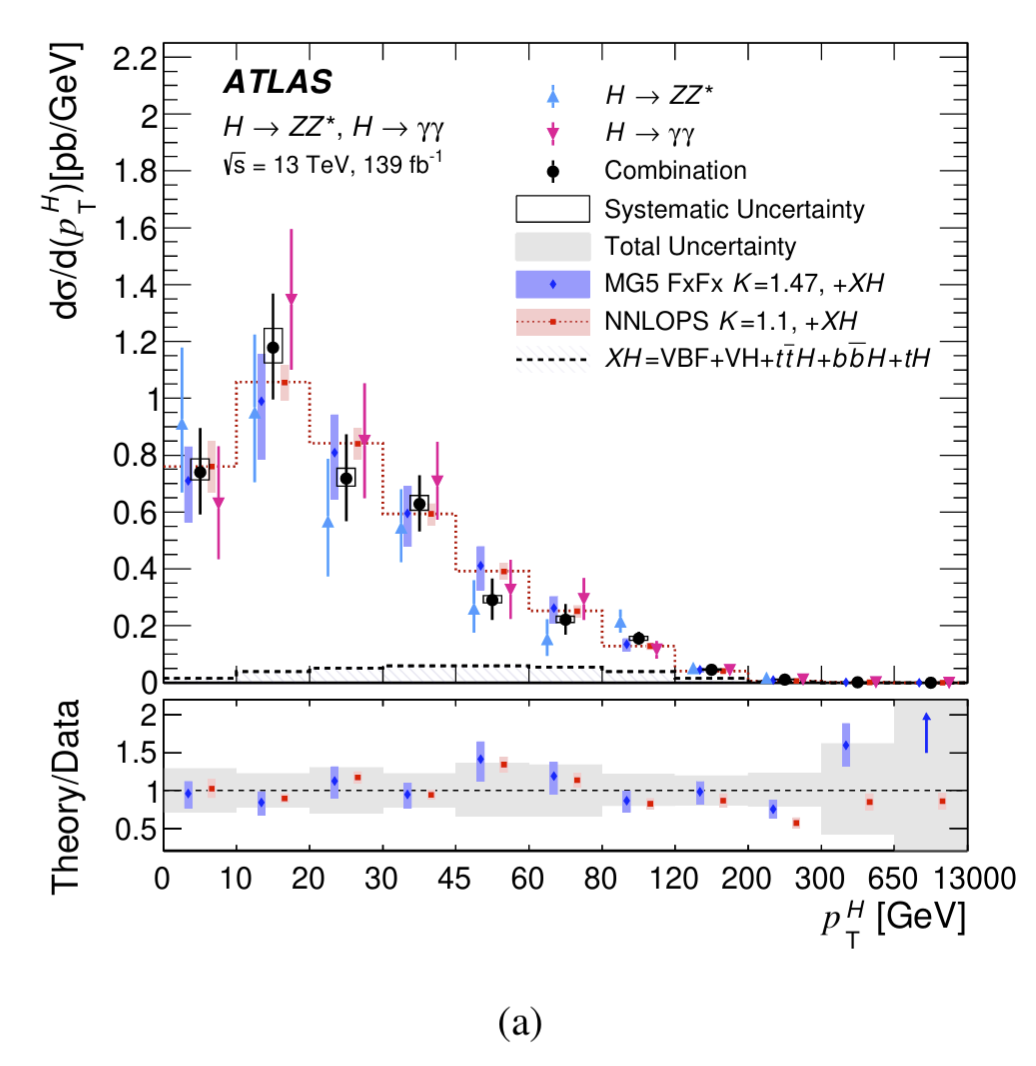 dσ/d(p_T^H)[pb/GeV]
2.2
2
1.8
1.6
1.4
1.2
1
0.8
0.6
0.4
0.2
0
ATLAS
H → ZZ*, H → γγ
√s = 13 TeV, 139 fb⁻¹
H → ZZ*
H → γγ
Combination
Systematic Uncertainty
Total Uncertainty
MG5 FxFx K=1.47, +XH
NNLOPS K=1.1, +XH
XH=VBF+VH+tt̅H+bb̅H+tH
Theory/Data
2
1.5
1
0.5
0 10 20 30 45 60 80 120 200 300 650 13000
p_T^H [GeV]
(a)